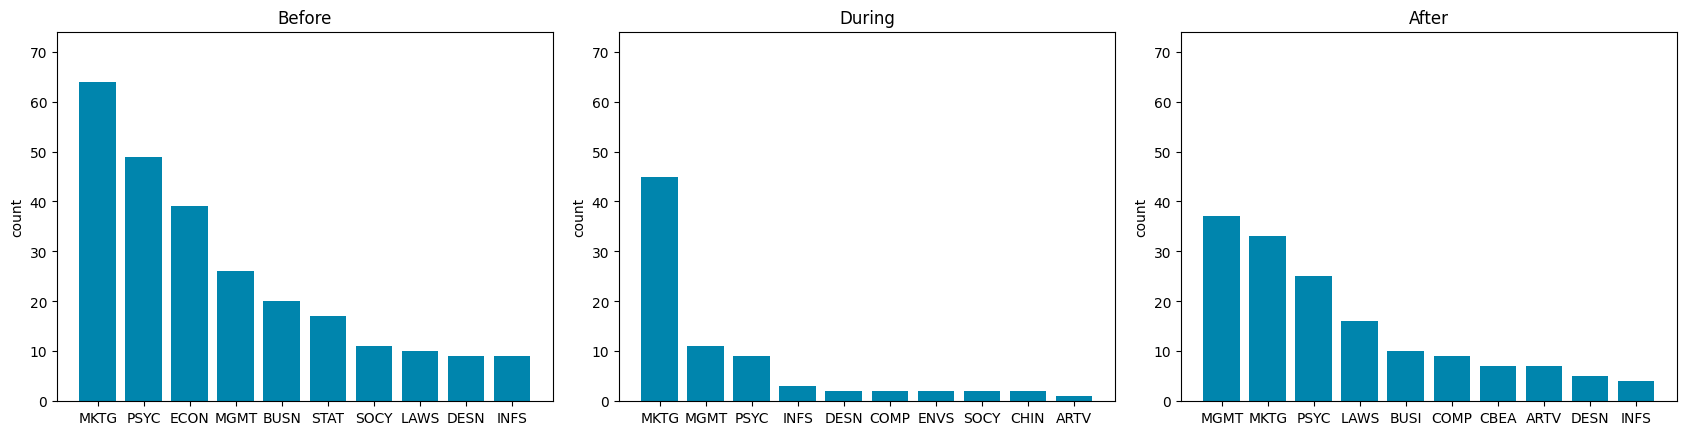 Before
70
60
50
40
30
20
10
0
count
MKTG PSYC ECON MGMT BUSN STAT SOCY LAWS DESN INFS
During
70
60
50
40
30
20
10
0
count
MKTG MGMT PSYC INFS DESN COMP ENVS SOCY CHIN ARTV
After
70
60
50
40
30
20
10
0
count
MGMT MKTG PSYC LAWS BUSI COMP CBEA ARTV DESN INFS